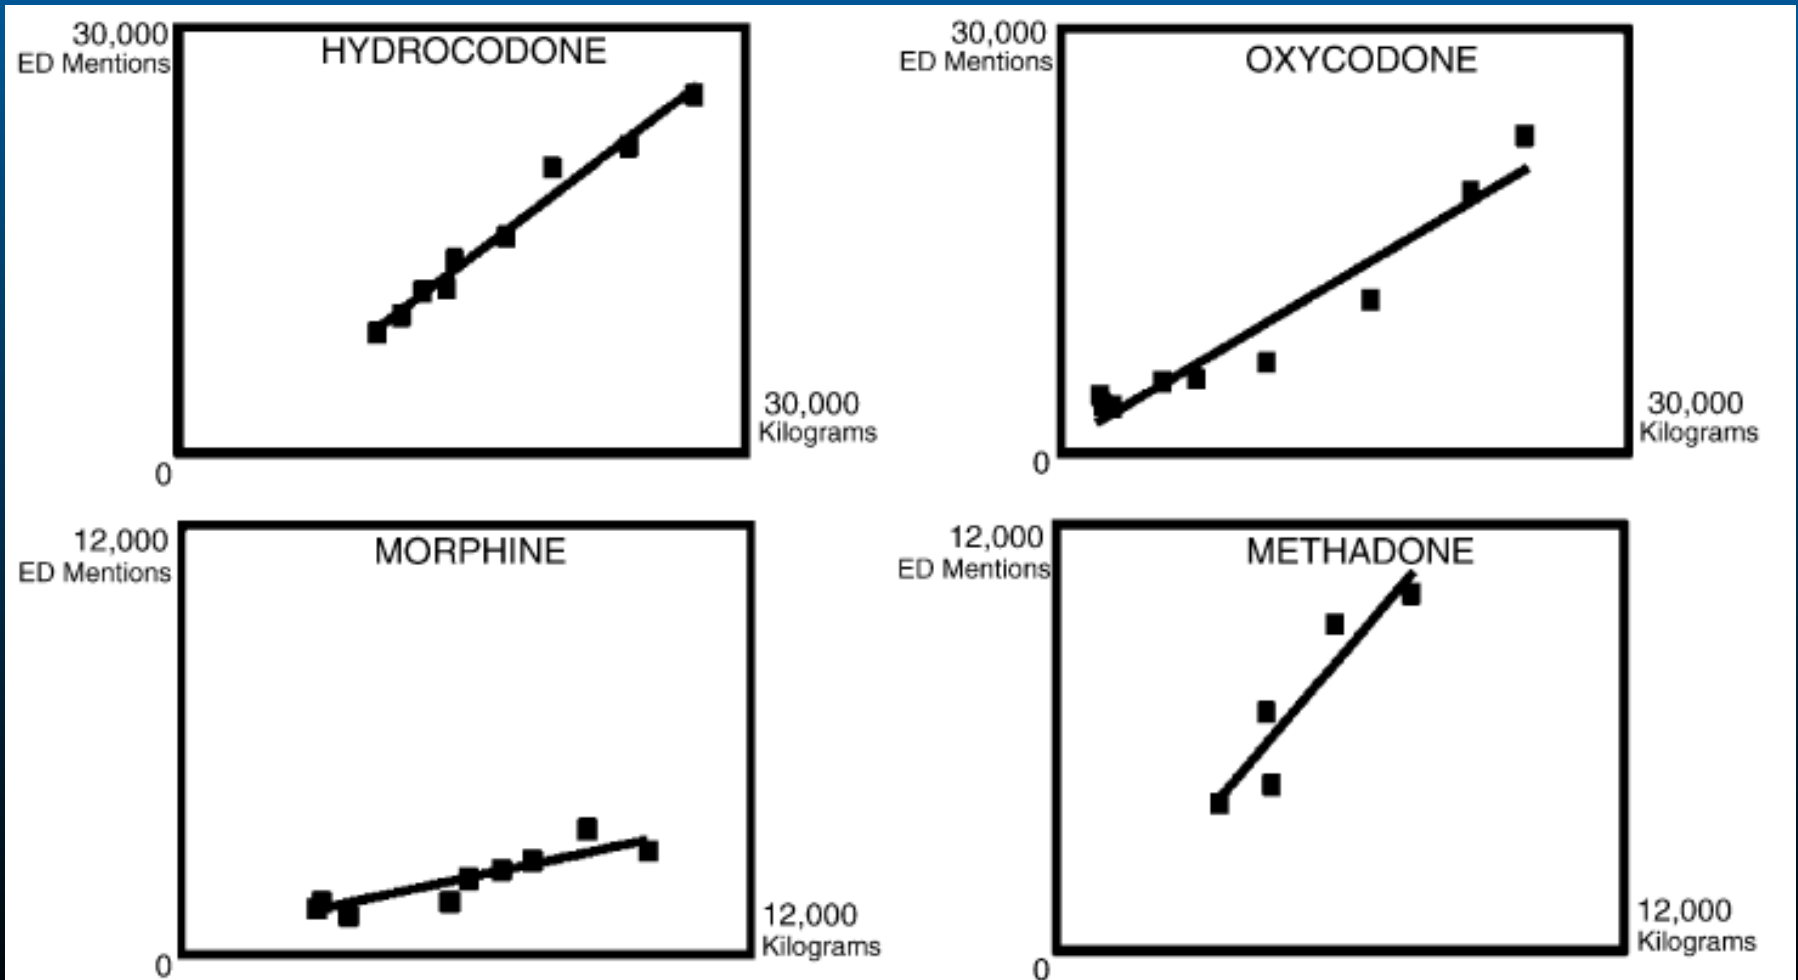 30,000
ED Mentions
HYDROCODONE
30,000
Kilograms
0
30,000
ED Mentions
OXYCODONE
30,000
Kilograms
0
12,000
ED Mentions
MORPHINE
12,000
Kilograms
0
12,000
ED Mentions
METHADONE
12,000
Kilograms
0